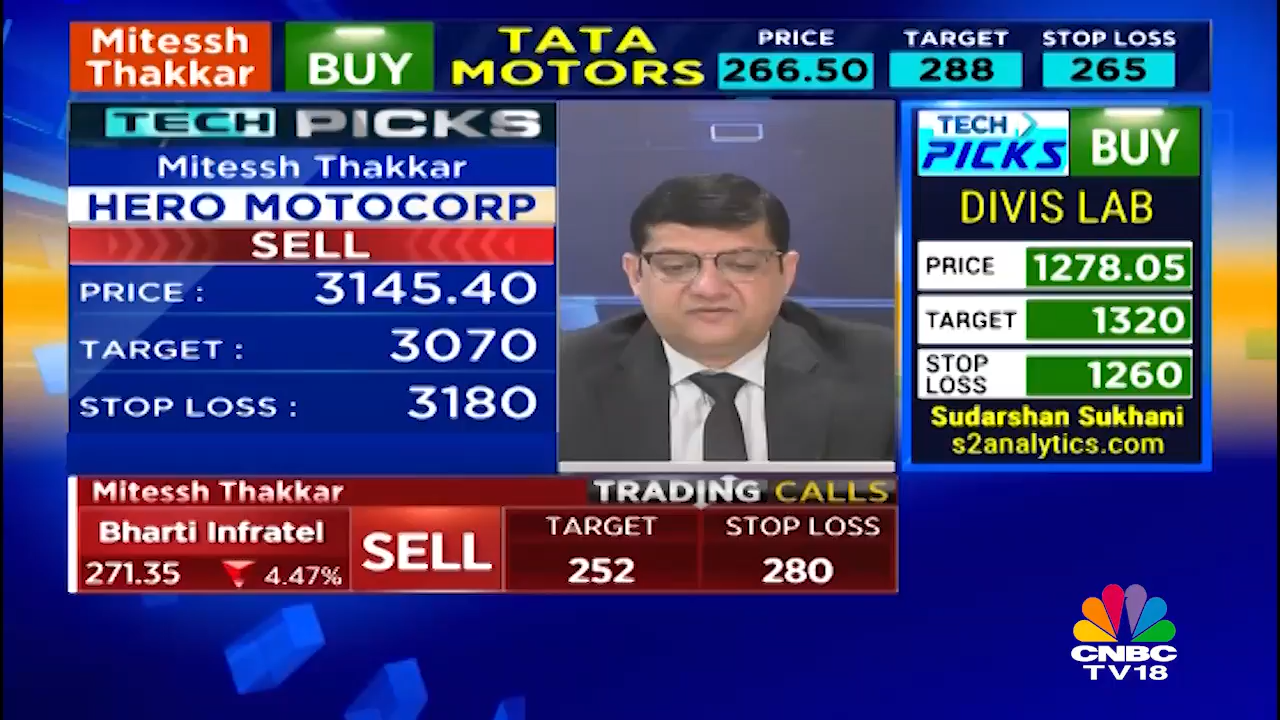 Mitessh
Thakkar
BUY
TATA
MOTORS
PRICE
266.50
TARGET
288
STOP LOSS
265
TECH PICKS
Mitessh Thakkar
HERO MOTOCORP
SELL
PRICE : 3145.40
TARGET : 3070
STOP LOSS : 3180
TECH
PICKS
BUY
DIVIS LAB
PRICE 1278.05
TARGET 1320
STOP
LOSS
1260
Sudarshan Sukhani
s2analytics.com
Mitessh Thakkar
TRADING CALLS
Bharti Infratel
271.35 4.47%
SELL
TARGET
252
STOP LOSS
280
CNBC
TV18